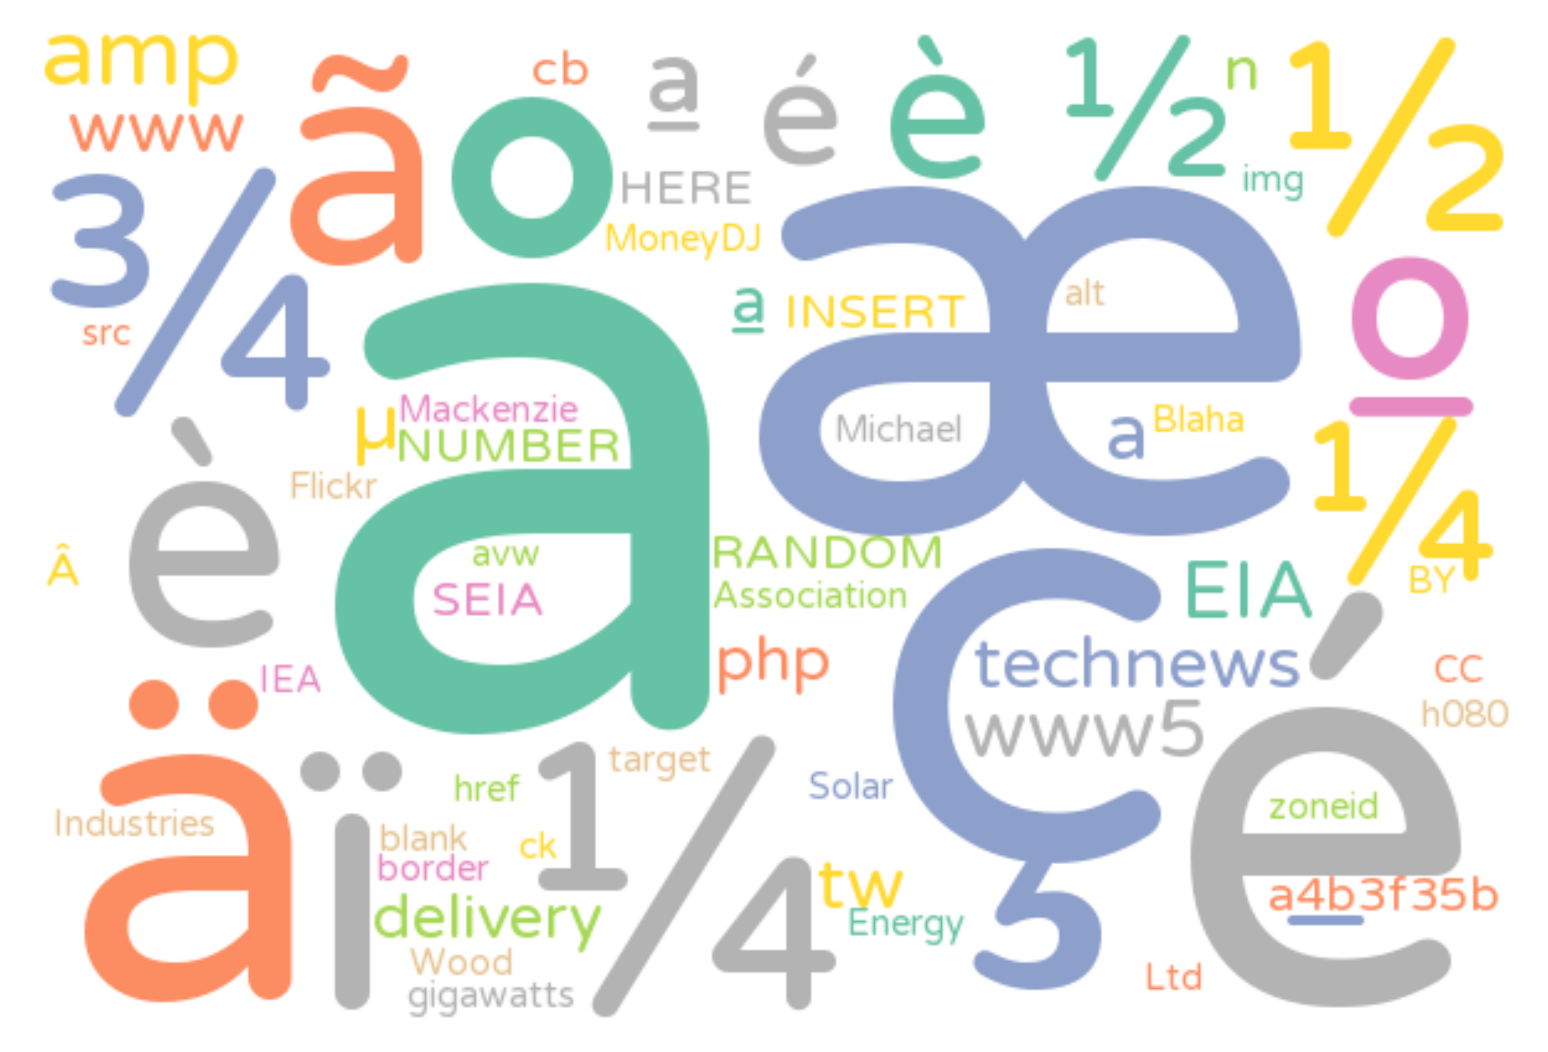 amp
www
ã
cb
o
ª
é
è
½
n
½
img
HERE
MoneyDJ
¾
src
æ
a
ª
INSERT
alt
º
µ
Mackenzie
NUMBER
Flickr
Michael
a
Blaha
¼
è
Â
avw
SEIA
RANDOM
Association
ç
EIA
BY
php
technews
é
CC
IEA
h080
www5
ä
ï
href
¼
target
Solar
zoneid
Industries
blank
ck
border
tw
a4b3f35b
delivery
Energy
Wood
Ltd
gigawatts